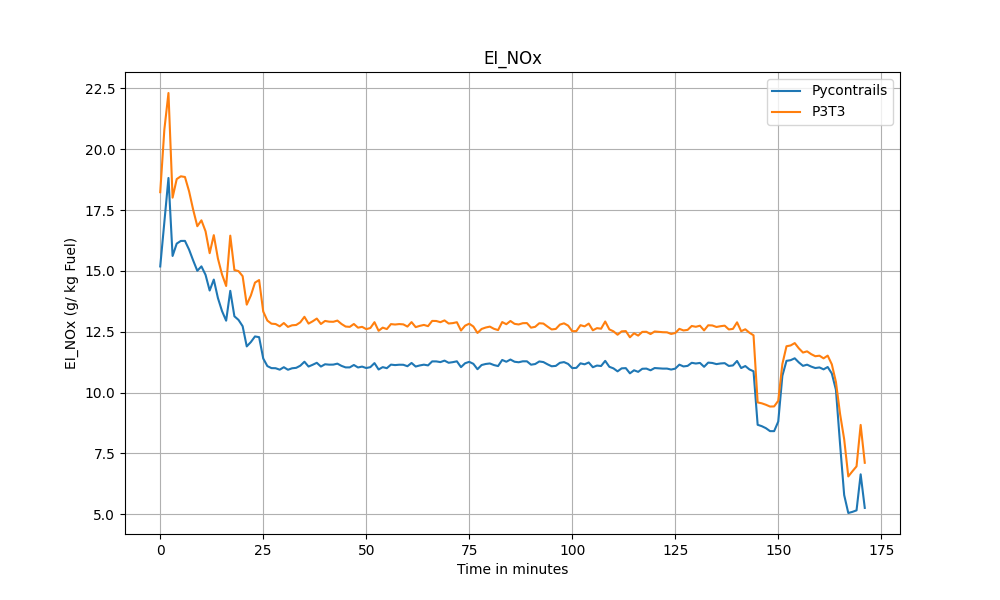 EI_NOx
Pycontrails
P3T3
EI_NOx (g/ kg Fuel)
22.5
20.0
17.5
15.0
12.5
10.0
7.5
5.0
0 25 50 75 100 125 150 175
Time in minutes